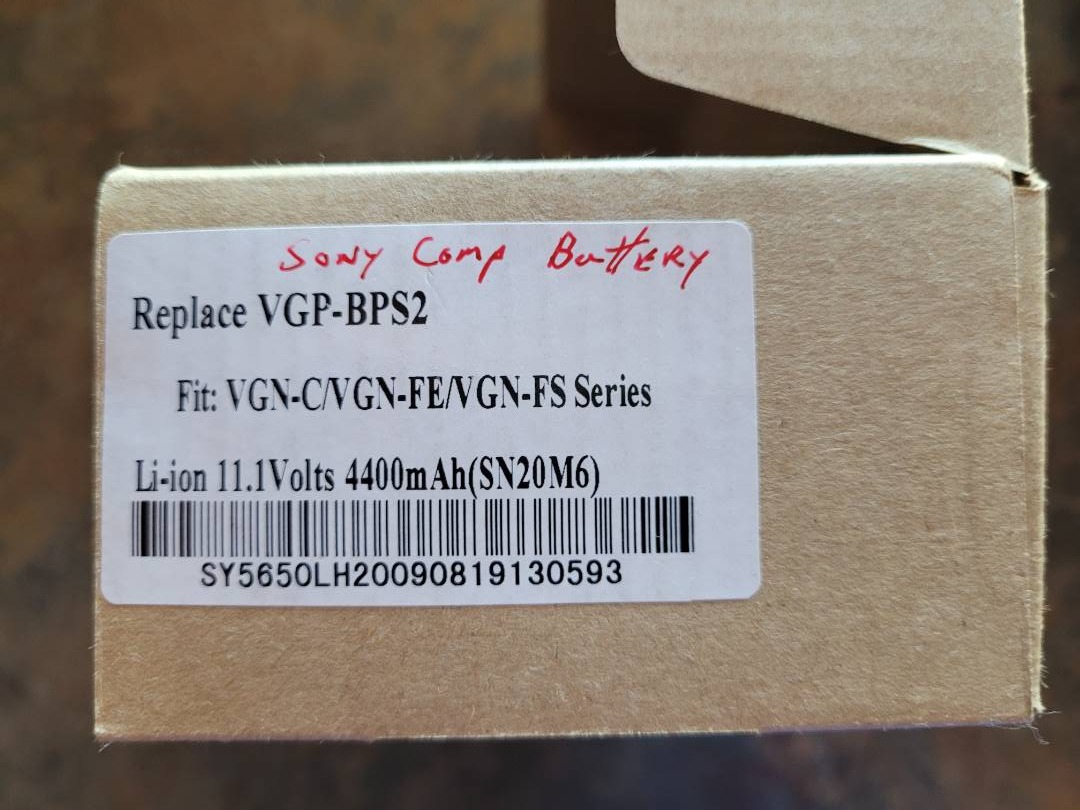 Sony Comp Battery
Replace VGP-BPS2
Fit: VGN-C/VGN-FE/VGN-FS Series
Li-ion 11.1Volts 4400mAh(SN20M6)
SY5650LH20090819130593